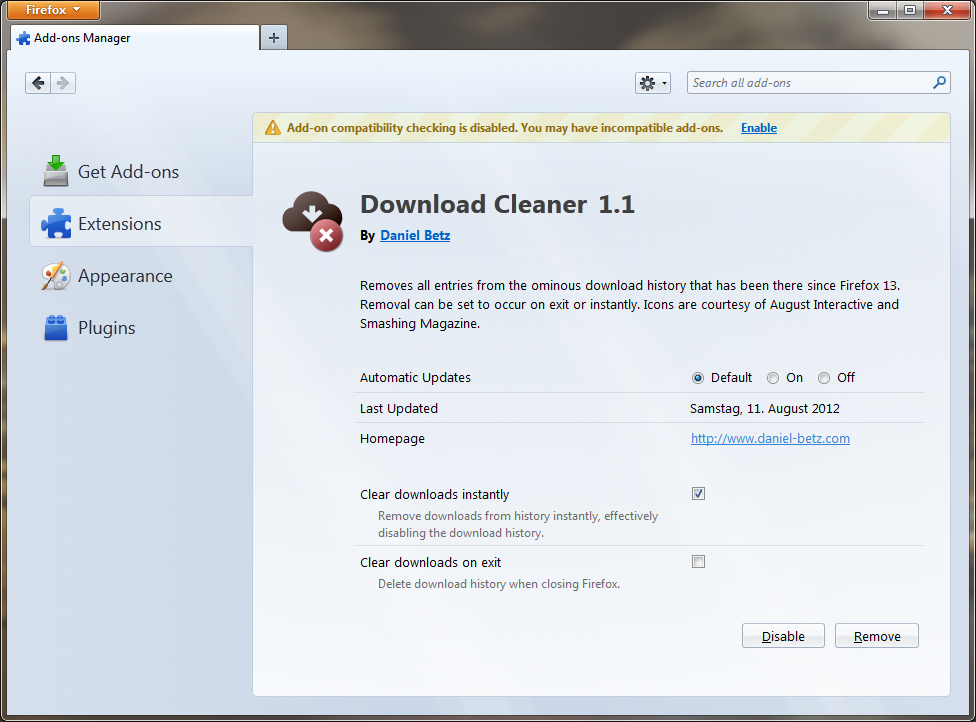 Firefox
Add-ons Manager
Search all add-ons
Add-on compatibility checking is disabled. You may have incompatible add-ons. Enable
Get Add-ons
Extensions
Appearance
Plugins
Download Cleaner 1.1
By Daniel Betz
Removes all entries from the ominous download history that has been there since Firefox 13.
Removal can be set to occur on exit or instantly. Icons are courtesy of August Interactive and
Smashing Magazine.
Automatic Updates Default On Off
Last Updated Samstag, 11. August 2012
Homepage http://www.daniel-betz.com
Clear downloads instantly
Remove downloads from history instantly, effectively
disabling the download history.
Clear downloads on exit
Delete download history when closing Firefox.
Disable Remove